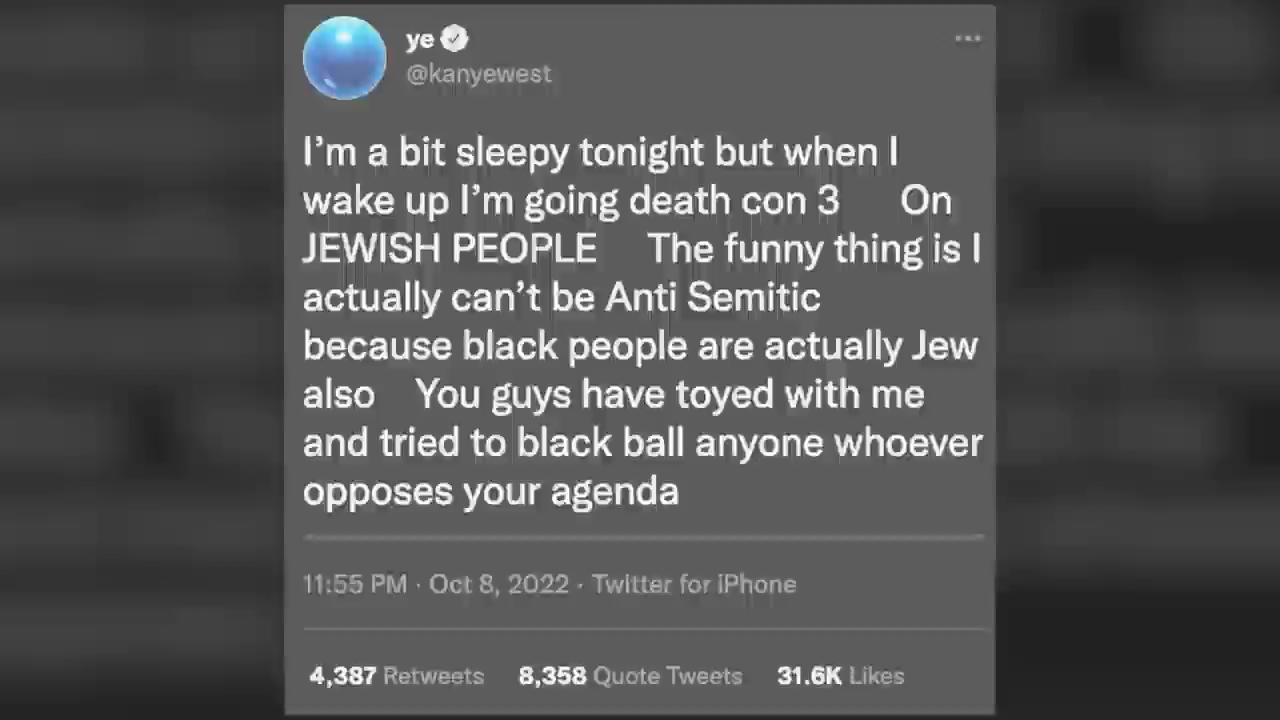 ye
@kanyewest
I'm a bit sleepy tonight but when I
wake up I'm going death con 3 On
JEWISH PEOPLE The funny thing is I
actually can't be Anti Semitic
because black people are actually Jew
also You guys have toyed with me
and tried to black ball anyone whoever
opposes your agenda
11:55 PM · Oct 8, 2022 · Twitter for iPhone
4,387 Retweets 8,358 Quote Tweets 31.6K Likes